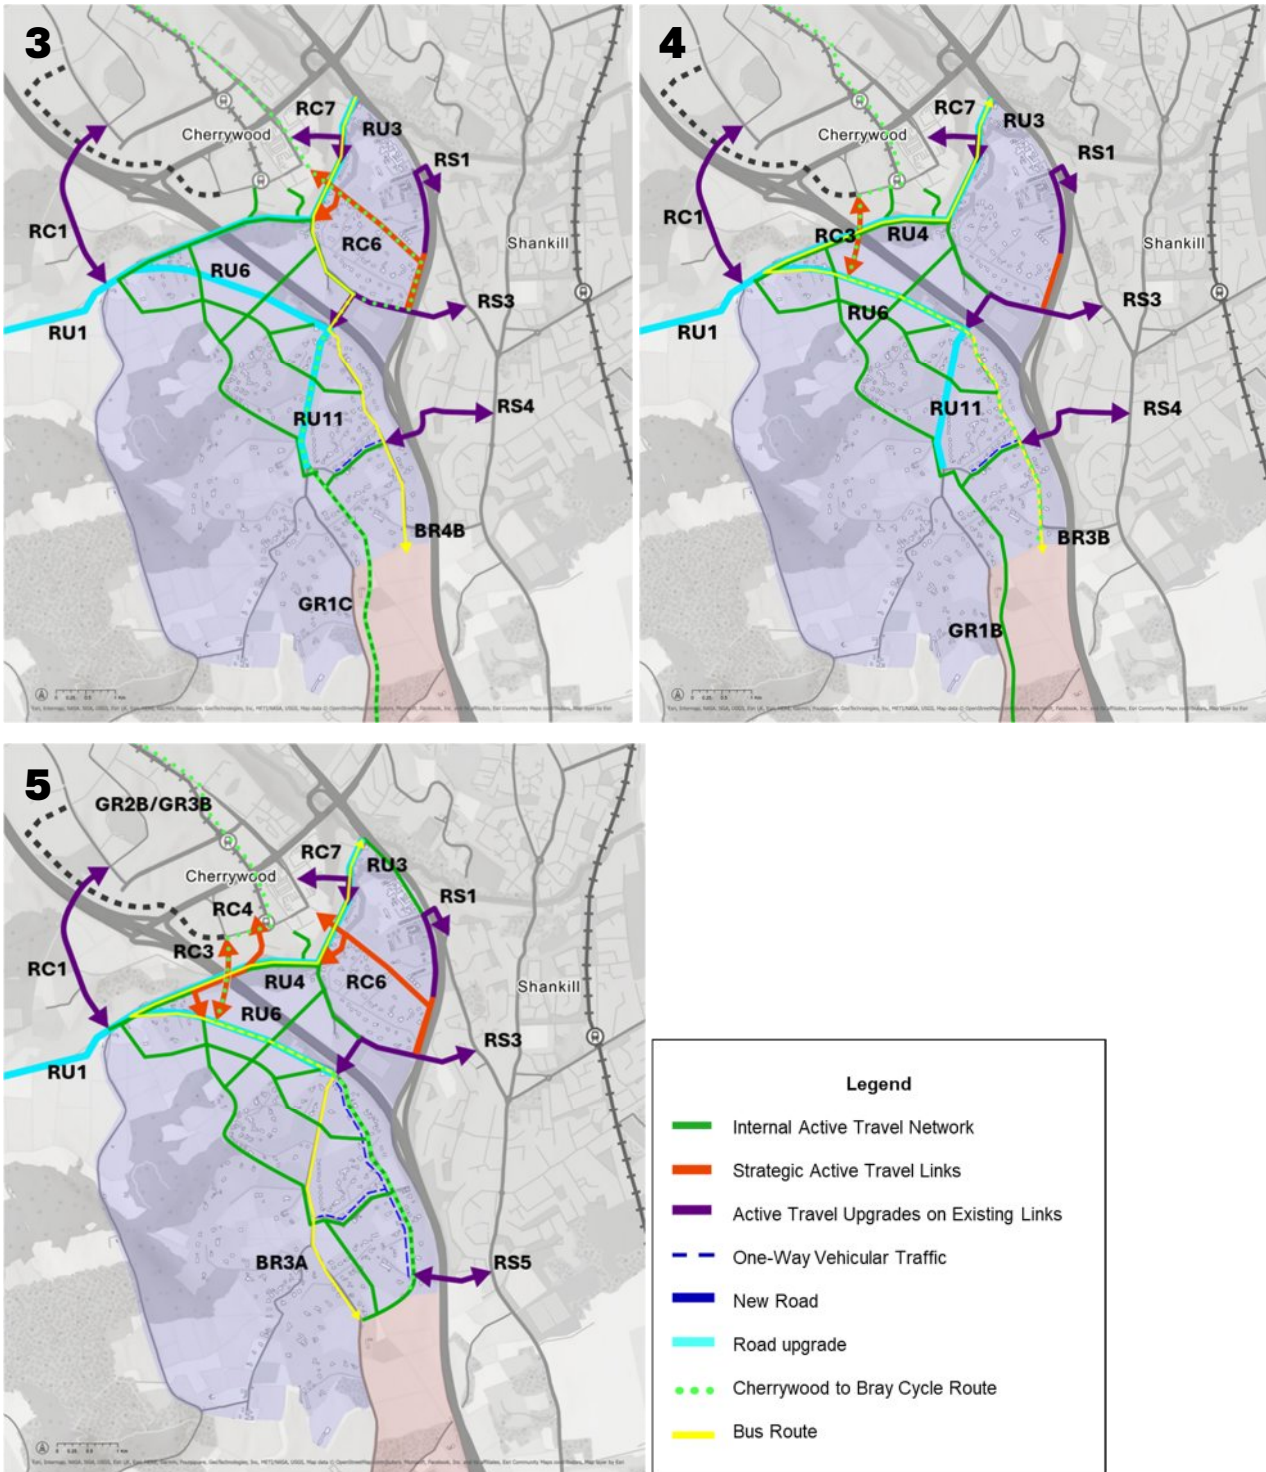 3
RC7
RU3
Cherrywood
RS1
RC1
RC6
Shankill
RU6
RS3
RU1
RS4
RU11
BR4B
GR1C
4
RC7
RU3
Cherrywood
RS1
RC1
RC3
RU4
Shankill
RS3
RU6
RU1
RS4
RU11
BR3B
GR1B
5
GR2B/GR3B
RC7
RU3
Cherrywood
RS1
RC4
RC3
RC1
RU4
RC6
Shankill
RU6
RS3
RU1
BR3A
RS5
Legend
Internal Active Travel Network
Strategic Active Travel Links
Active Travel Upgrades on Existing Links
One-Way Vehicular Traffic
New Road
Road upgrade
Cherrywood to Bray Cycle Route
Bus Route